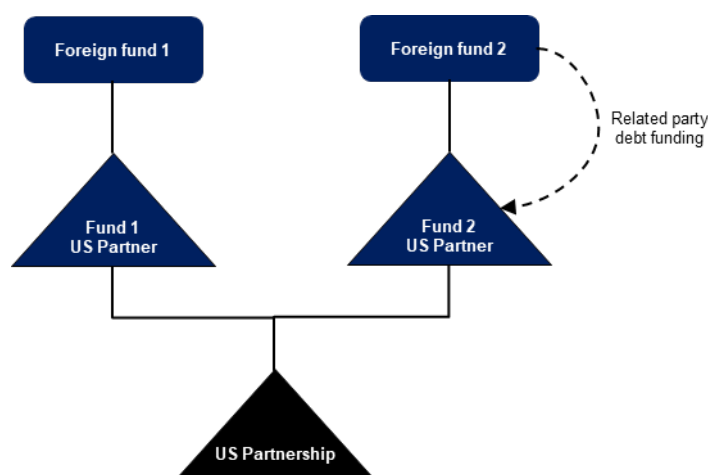 Foreign fund 1
Foreign fund 2
Related party
debt funding
Fund 1
US Partner
Fund 2
US Partner
US Partnership